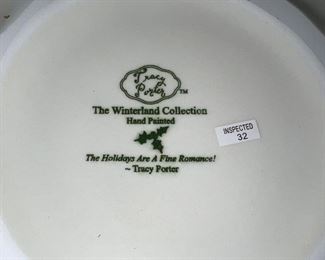 Tracy
Porter
TM
The Winterland Collection
Hand Painted
The Holidays Are A Fine Romance!
~ Tracy Porter
INSPECTED
32